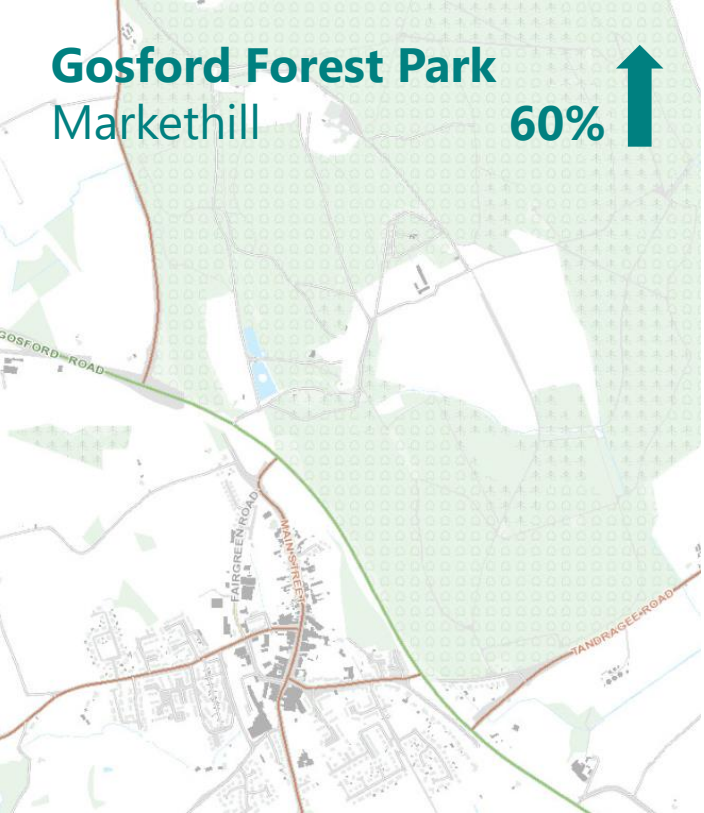 Gosford Forest Park
Markethill
60%
GOSFORD ROAD
FAIRGREEN ROAD
MAIN STREET
TANDRAGEE ROAD